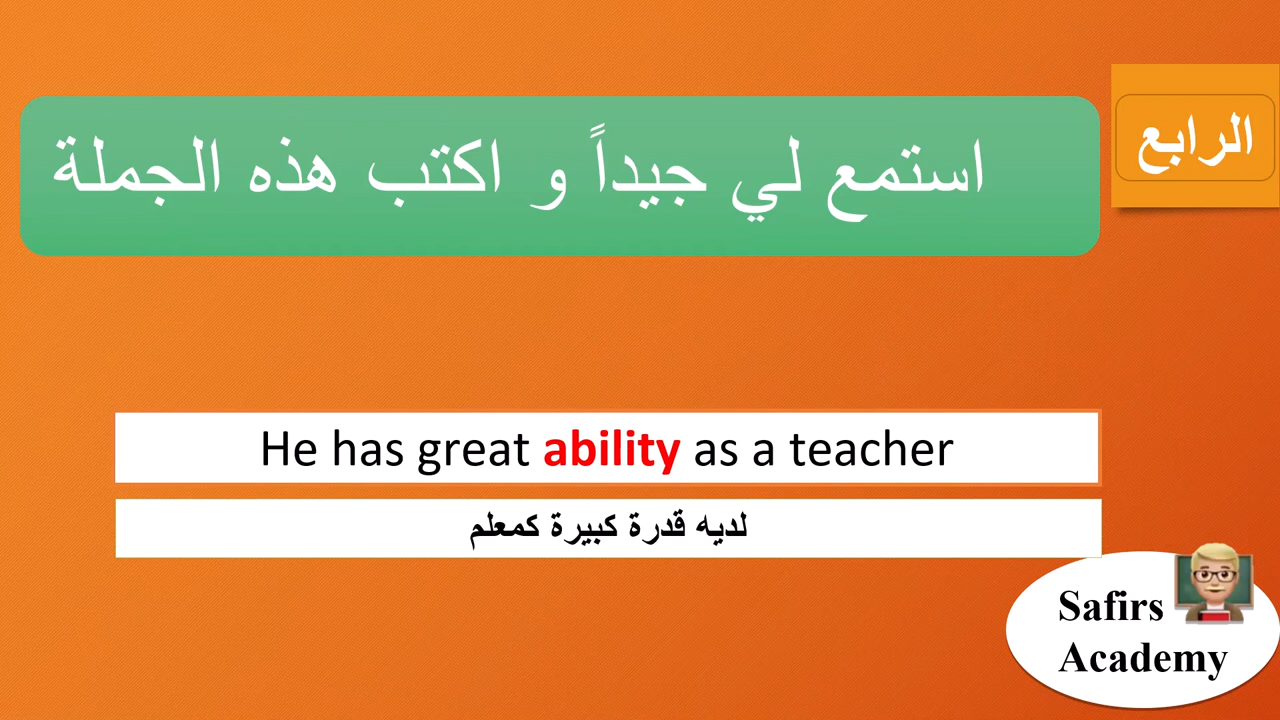 الرابع
استمع لي جيداً و اكتب هذه الجملة
He has great ability as a teacher
لديه قدرة كبيرة كمعلم
Safirs
Academy